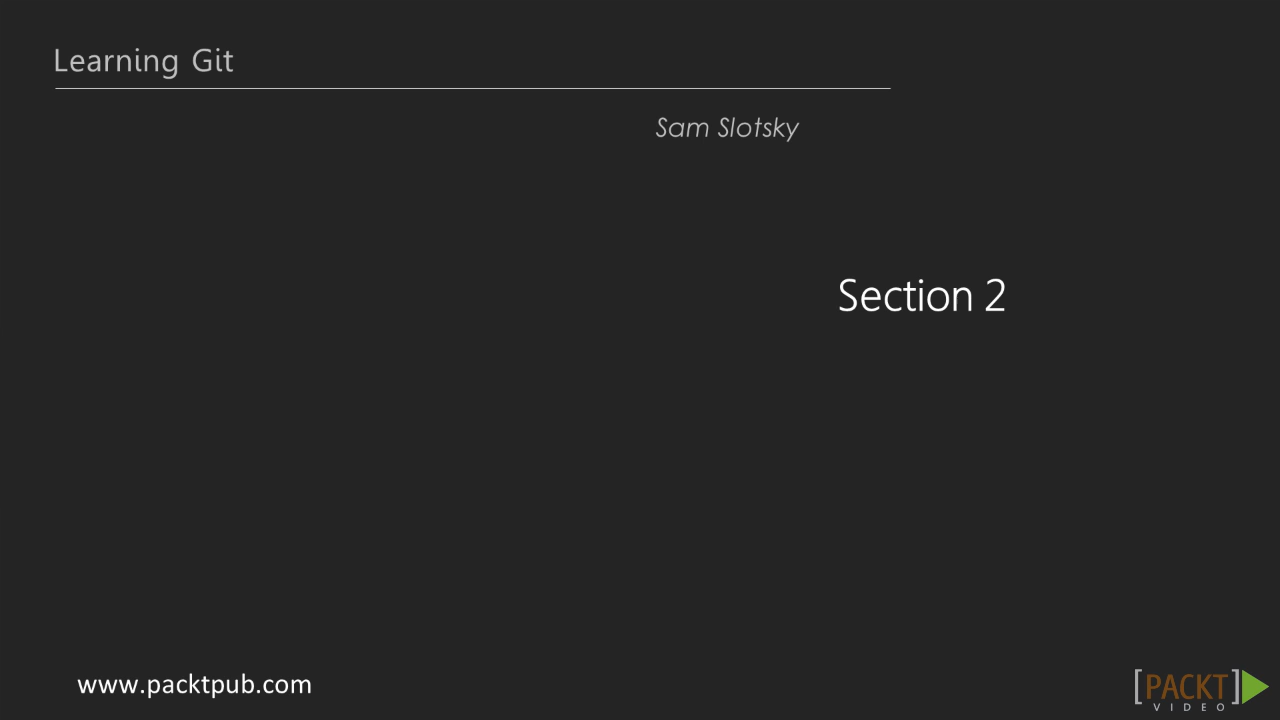 Learning Git
Sam Slotsky
Section 2
www.packtpub.com
[PACKT]
VIDEO